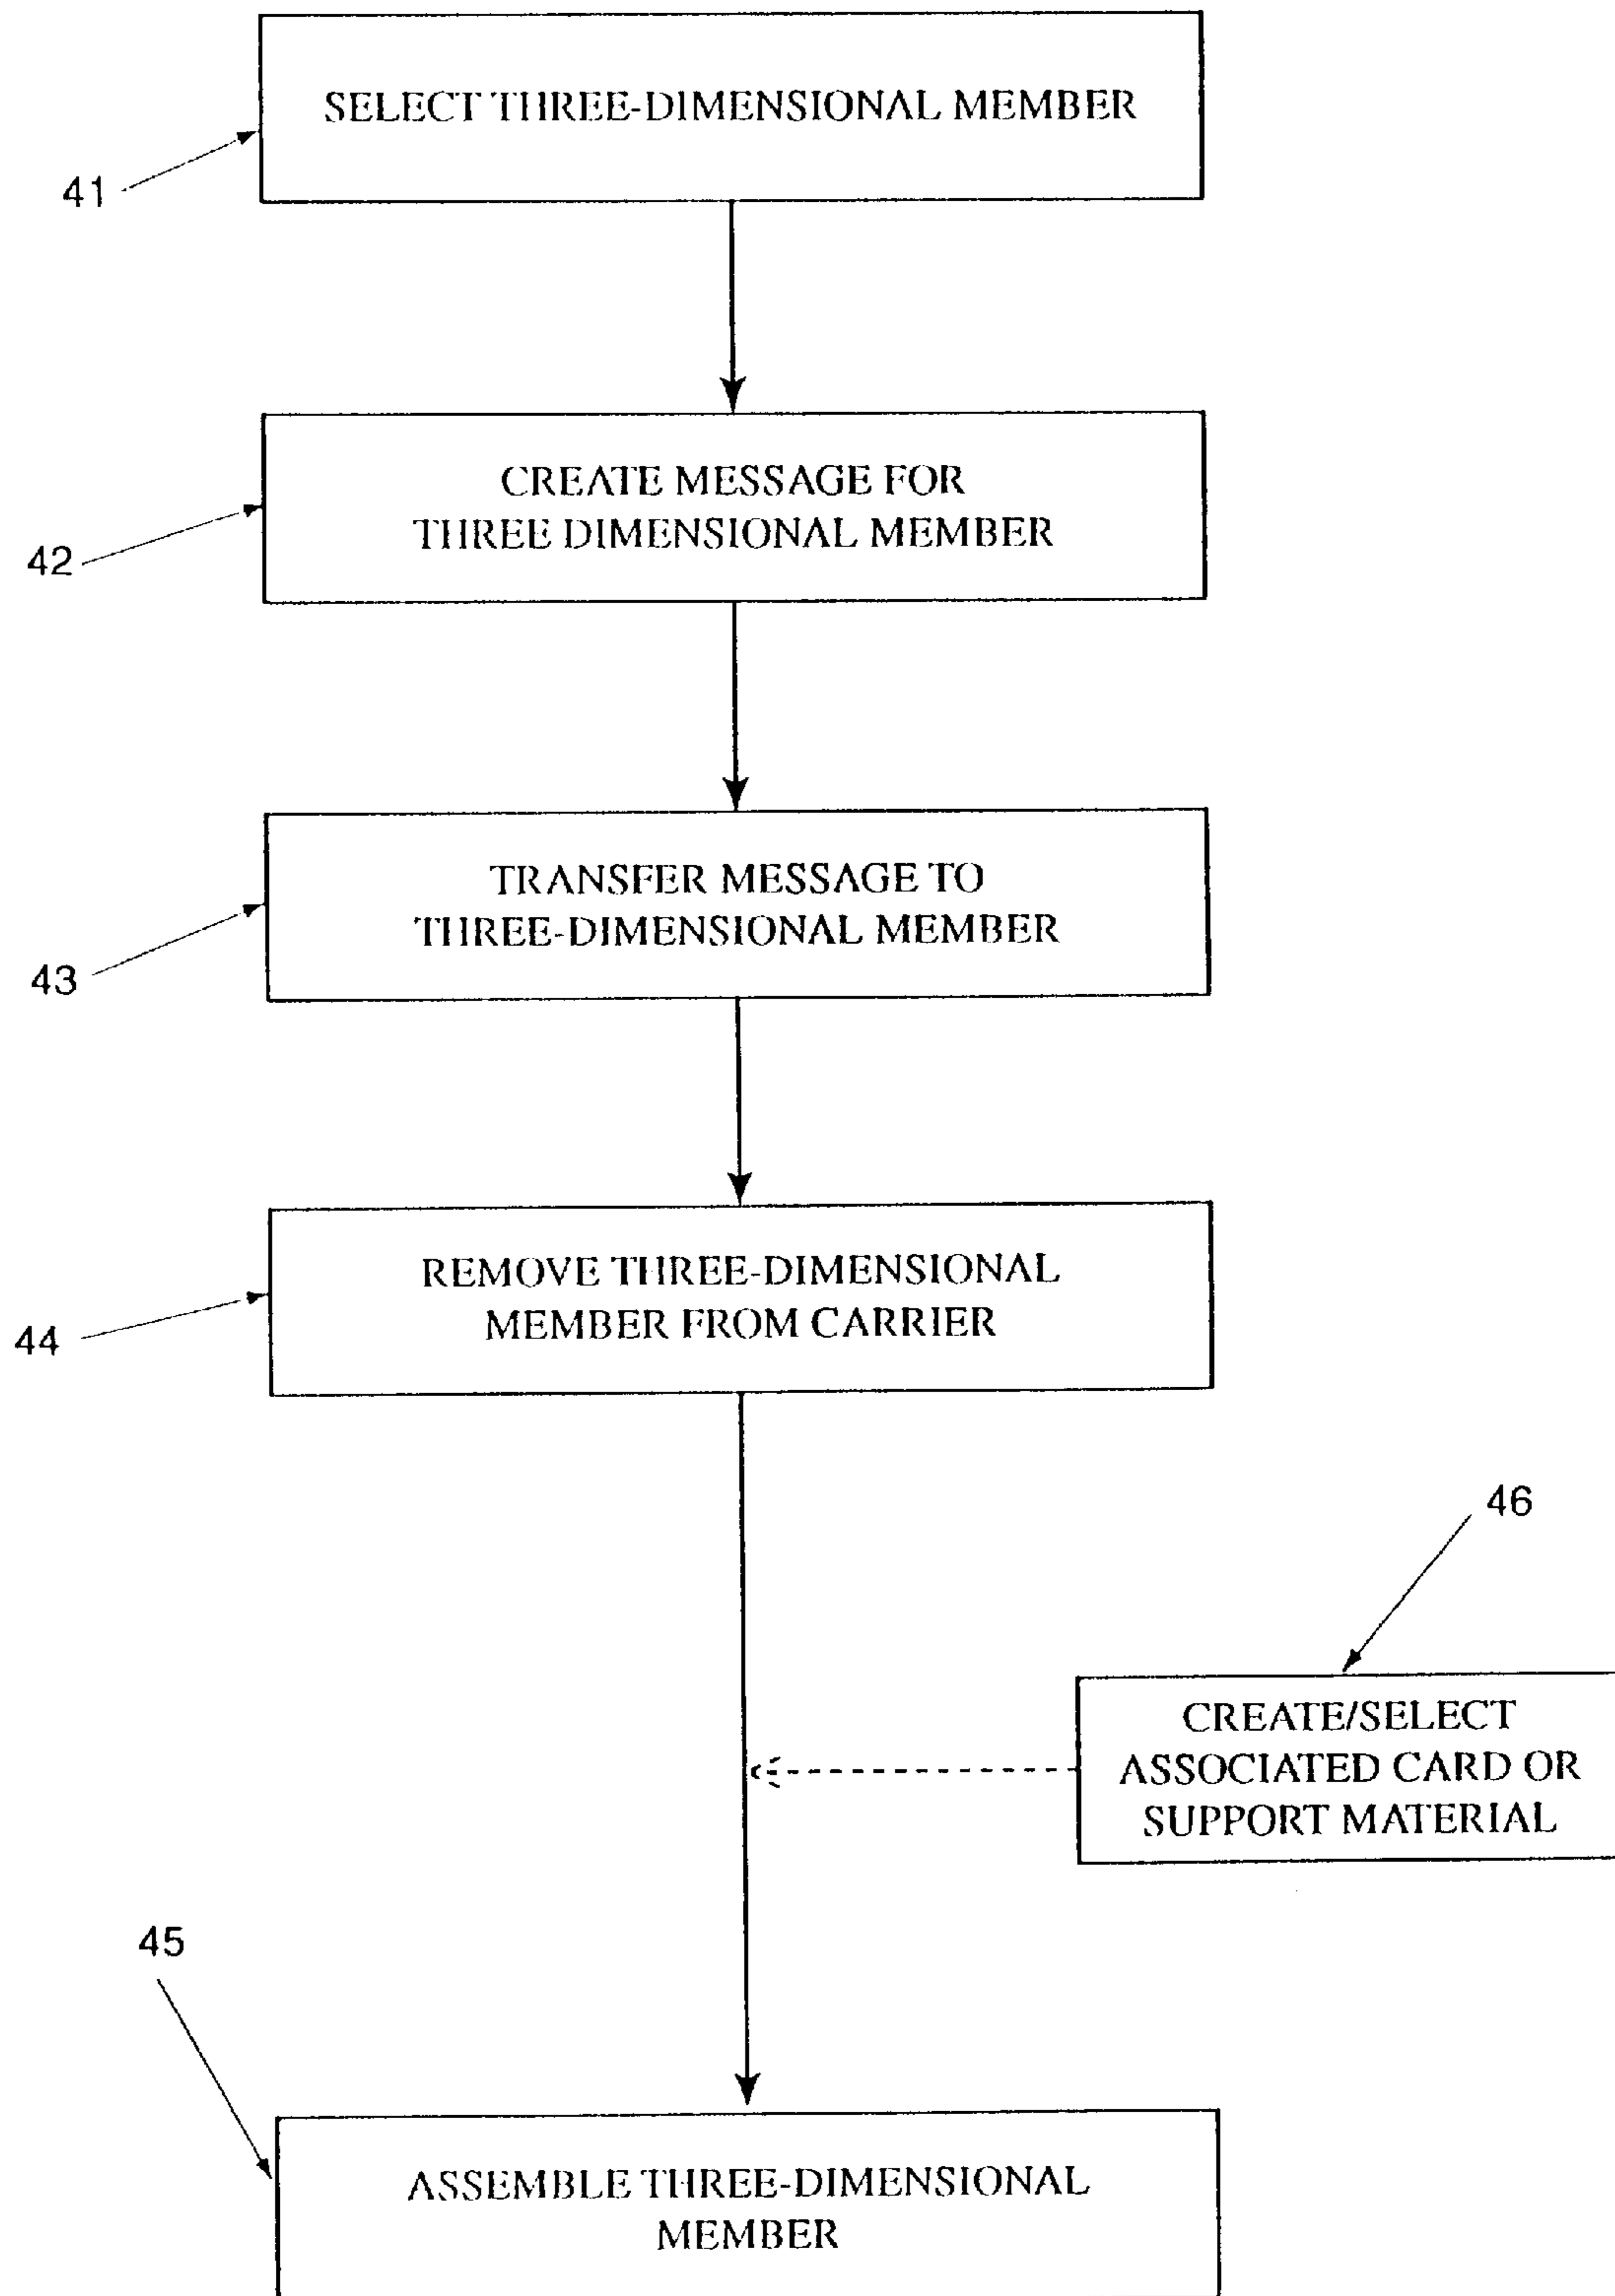 SELECT THREE-DIMENSIONAL MEMBER
41
CREATE MESSAGE FOR
THREE DIMENSIONAL MEMBER
42
TRANSFER MESSAGE TO
THREE-DIMENSIONAL MEMBER
43
REMOVE THREE-DIMENSIONAL
MEMBER FROM CARRIER
44
46
CREATE/SELECT
ASSOCIATED CARD OR
SUPPORT MATERIAL
45
ASSEMBLE THREE-DIMENSIONAL
MEMBER